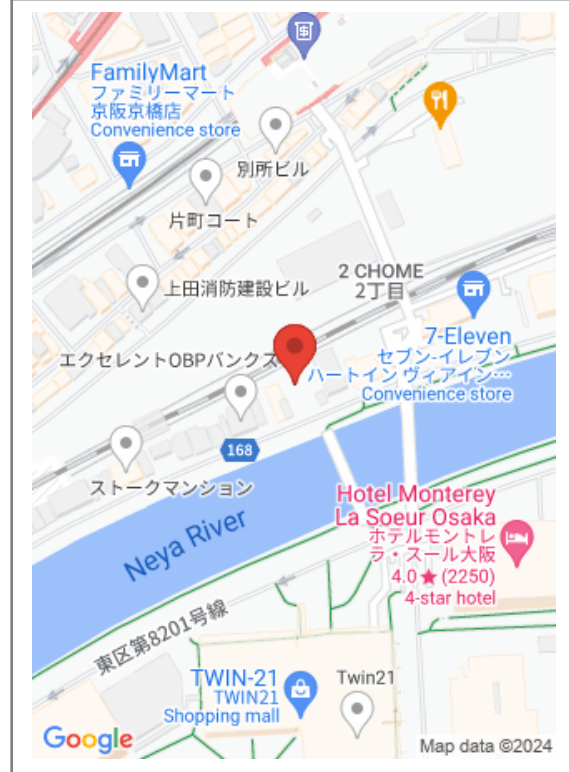 FamilyMart
ファミリーマート
京阪京橋店
Convenience store
別所ビル
片町コート
2 CHOME
2丁目
上田消防建設ビル
7-Eleven
セブン-イレブン
ハートイン ヴィアイン…
Convenience store
エクセレントOBPバンクス
168
ストークマンション
Neya River
Hotel Monterey
La Soeur Osaka
ホテルモントレ
ラ・スール大阪
4.0★(2250)
4-star hotel
東区第8201号線
TWIN-21
TWIN21
Shopping mall
Twin21
Google
Map data ©2024